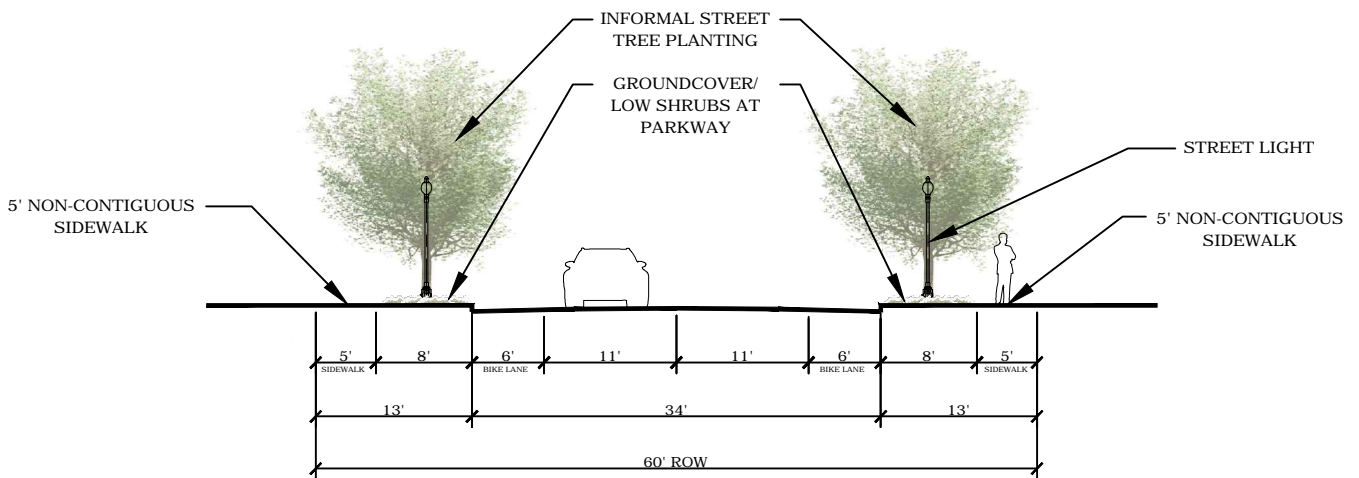 INFORMAL STREET
TREE PLANTING
GROUNDCOVER/
LOW SHRUBS AT
PARKWAY
STREET LIGHT
5' NON-CONTIGUOUS
SIDEWALK
5' NON-CONTIGUOUS
SIDEWALK
5' 8' 6' 11' 11' 6' 8' 5'
SIDEWALK BIKE LANE BIKE LANE SIDEWALK
13' 34' 13'
60' ROW